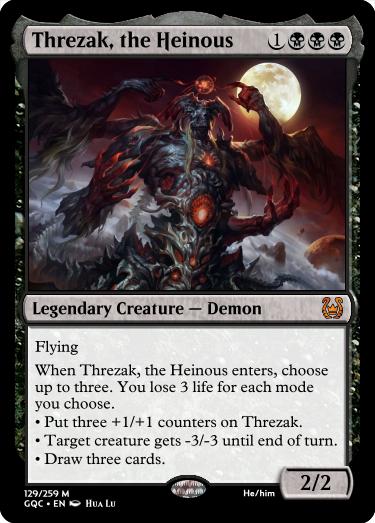 Threzak, the Heinous 1
Legendary Creature — Demon
Flying
When Threzak, the Heinous enters, choose
up to three. You lose 3 life for each mode
you choose.
• Put three +1/+1 counters on Threzak.
• Target creature gets -3/-3 until end of turn.
• Draw three cards.
2/2
129/259 M He/him
GQC • EN Hua Lu